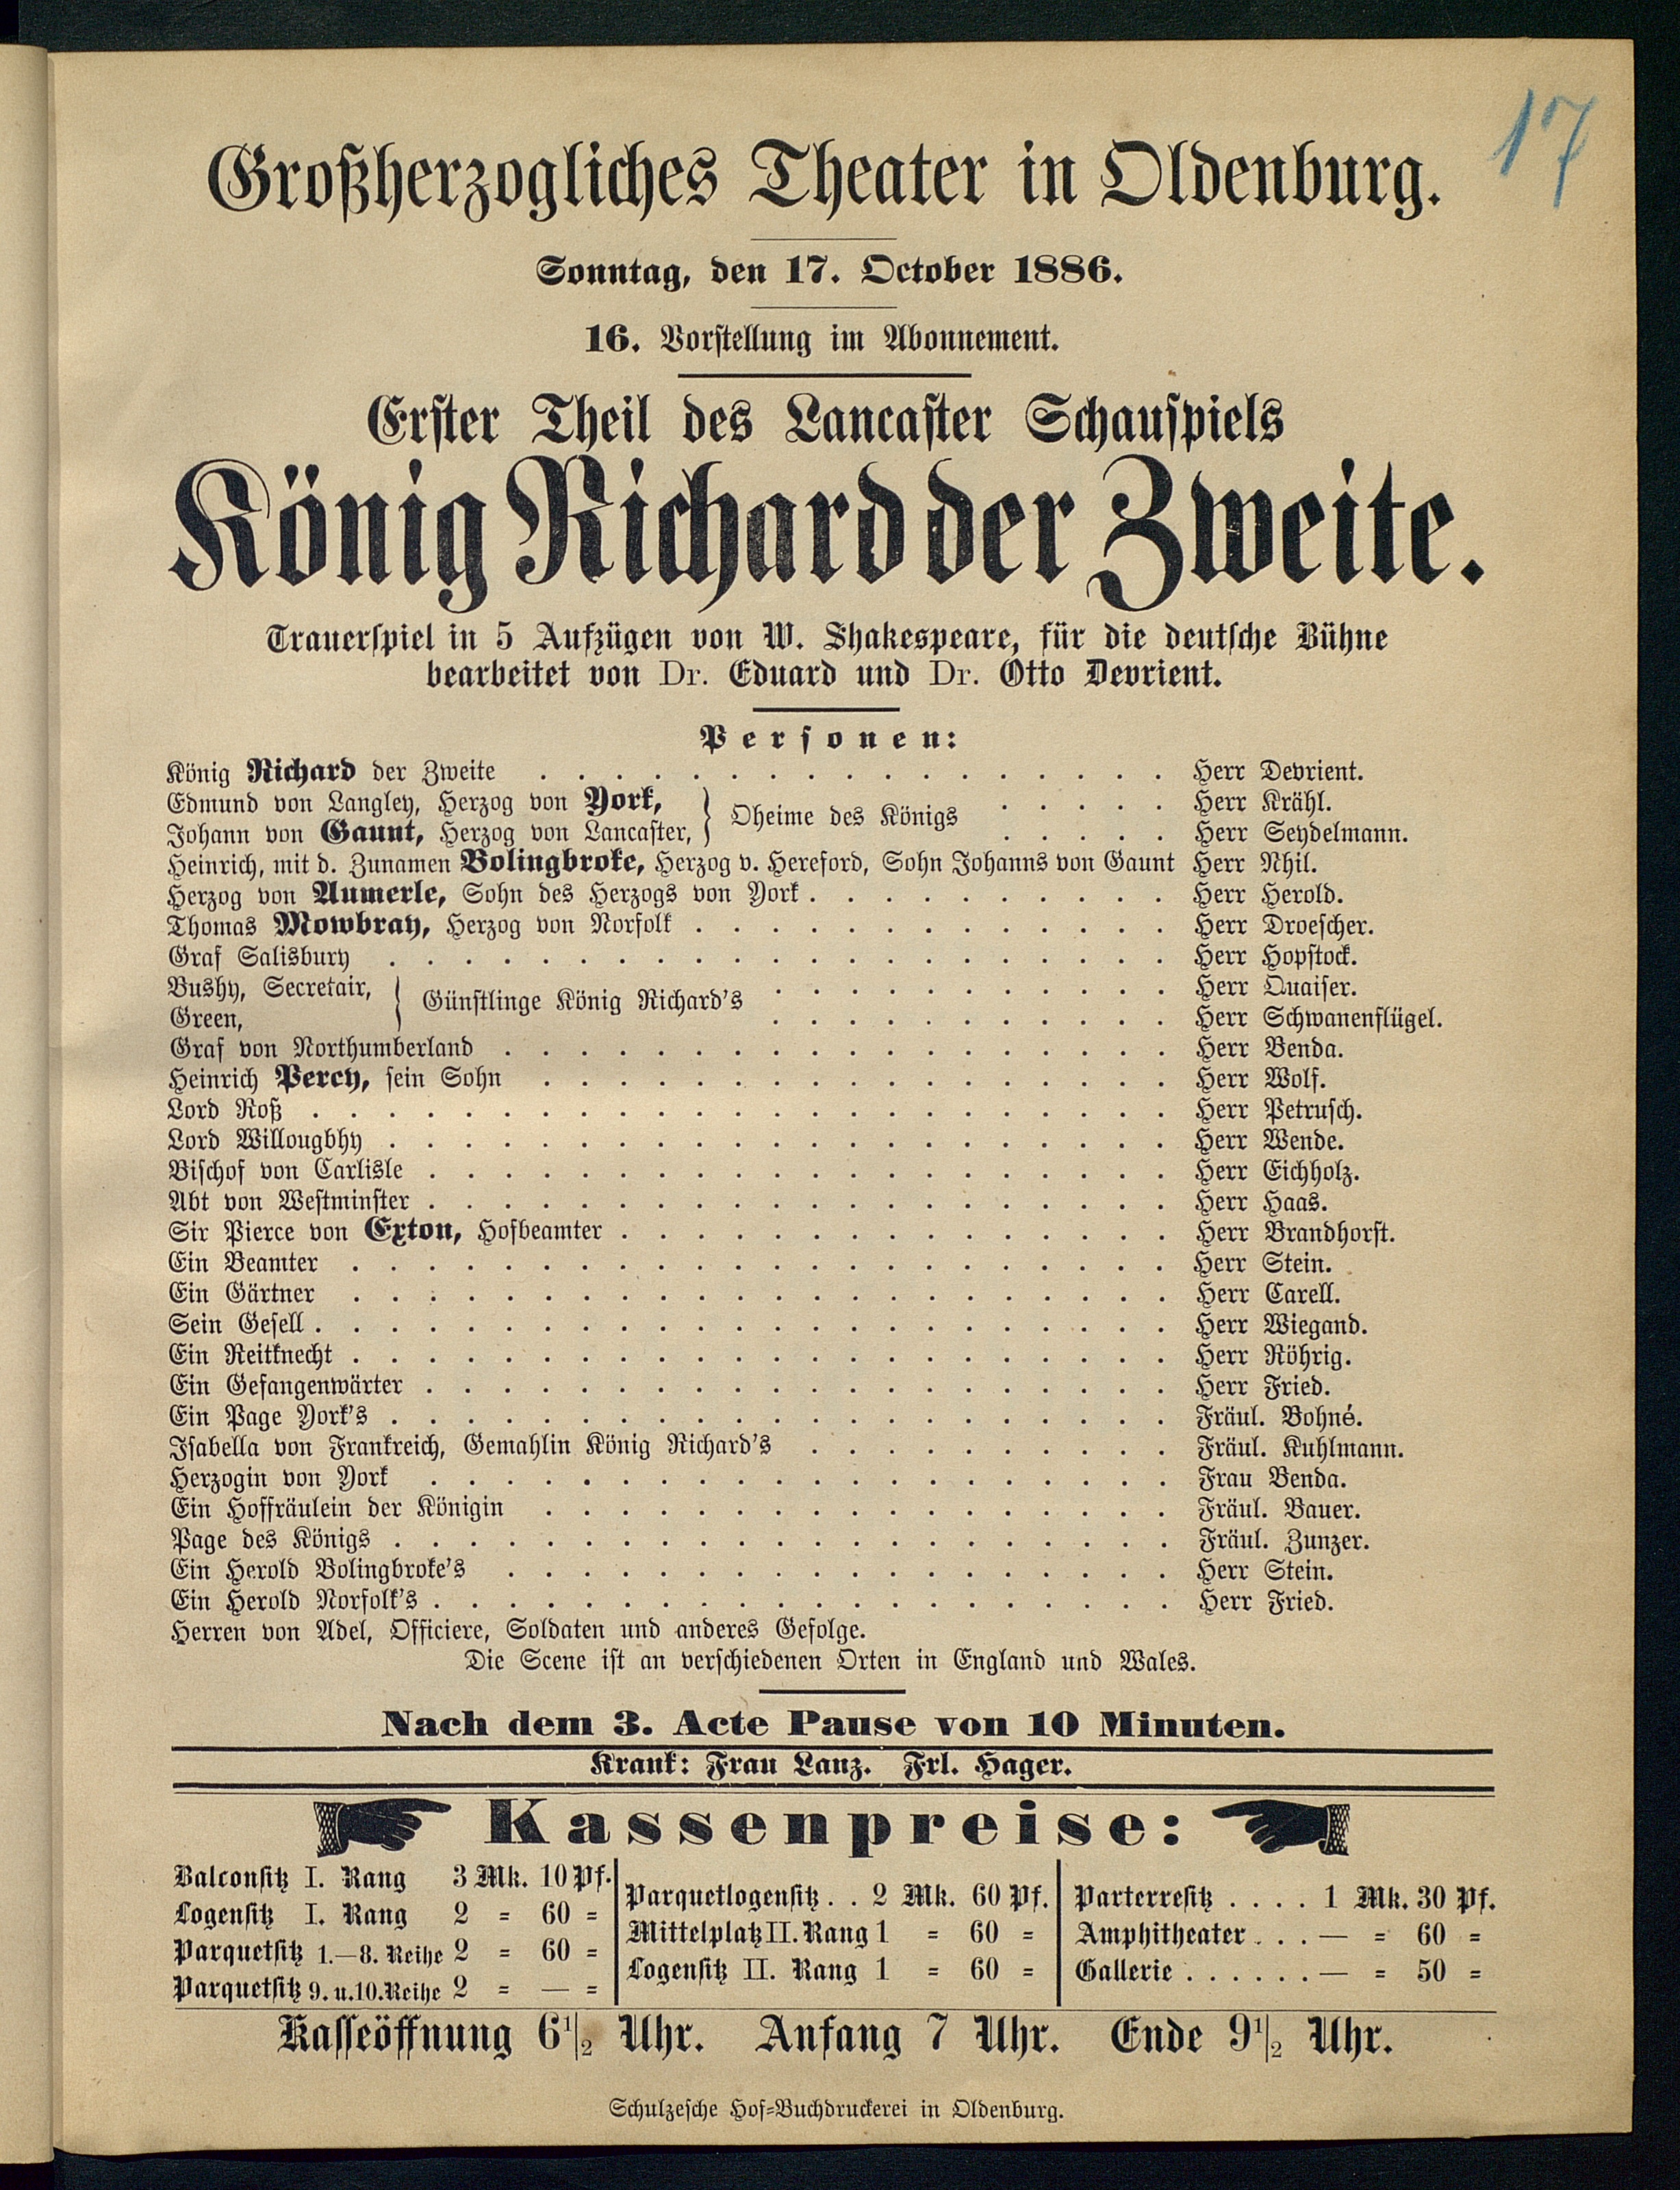 17
Großherzogliches Theater in Oldenburg.
Sonntag, den 17. October 1886.
16. Vorstellung im Abonnement.
Erster Theil des Lancaster Schauspiels
König Richard der Zweite.
Trauerspiel in 5 Aufzügen von W. Shakespeare, für die deutsche Bühne
bearbeitet von Dr. Eduard und Dr. Otto Devrient.
Personen:
König Richard der Zweite . . . . . Herr Devrient.
Edmund von Langley, Herzog von York, } Oheime des Königs . . . . . Herr Krähl.
Johann von Gaunt, Herzog von Lancaster, } . . . . . Herr Seydelmann.
Heinrich, mit d. Zunamen Bolingbroke, Herzog v. Hereford, Sohn Johanns von Gaunt Herr Nhil.
Herzog von Aumerle, Sohn des Herzogs von York . . . . . Herr Herold.
Thomas Mowbray, Herzog von Norfolk . . . . . Herr Droescher.
Graf Salisbury . . . . . Herr Hopstock.
Bushy, Secretair, } Günstlinge König Richard's . . . . . Herr Quaiser.
Green, } . . . . . Herr Schwanenflügel.
Graf von Northumberland . . . . . Herr Benda.
Heinrich Percy, sein Sohn . . . . . Herr Wolf.
Lord Roß . . . . . Herr Petrusch.
Lord Willougbhy . . . . . Herr Wende.
Bischof von Carlisle . . . . . Herr Eichholz.
Abt von Westminster . . . . . Herr Haas.
Sir Pierce von Exton, Hofbeamter . . . . . Herr Brandhorst.
Ein Beamter . . . . . Herr Stein.
Ein Gärtner . . . . . Herr Carell.
Sein Gesell . . . . . Herr Wiegand.
Ein Reitknecht . . . . . Herr Röhrig.
Ein Gefangenwärter . . . . . Herr Fried.
Ein Page York's . . . . . Fräul. Bohné.
Isabella von Frankreich, Gemahlin König Richard's . . . . . Fräul. Kuhlmann.
Herzogin von York . . . . . Frau Benda.
Ein Hoffräulein der Königin . . . . . Fräul. Bauer.
Page des Königs . . . . . Fräul. Zunzer.
Ein Herold Bolingbroke's . . . . . Herr Stein.
Ein Herold Norfolk's . . . . . Herr Fried.
Herren von Adel, Officiere, Soldaten und anderes Gefolge.
Die Scene ist an verschiedenen Orten in England und Wales.
Nach dem 3. Acte Pause von 10 Minuten.
Krank: Frau Lanz. Frl. Hager.
Kassenpreise:
Balconsitz I. Rang 3 Mk. 10 Pf.
Logensitz I. Rang 2 = 60 =
Parquetsitz 1.—8. Reihe 2 = 60 =
Parquetsitz 9. u. 10. Reihe 2 = — =
Parquetlogensitz . . 2 Mk. 60 Pf.
Mittelplatz II. Rang 1 = 60 =
Logensitz II. Rang 1 = 60 =
Parterresitz . . . . 1 Mk. 30 Pf.
Amphitheater . . . — = 60 =
Gallerie . . . . . . — = 50 =
Kasseöffnung 6 1/2 Uhr. Anfang 7 Uhr. Ende 9 1/2 Uhr.
Schulzesche Hof=Buchdruckerei in Oldenburg.